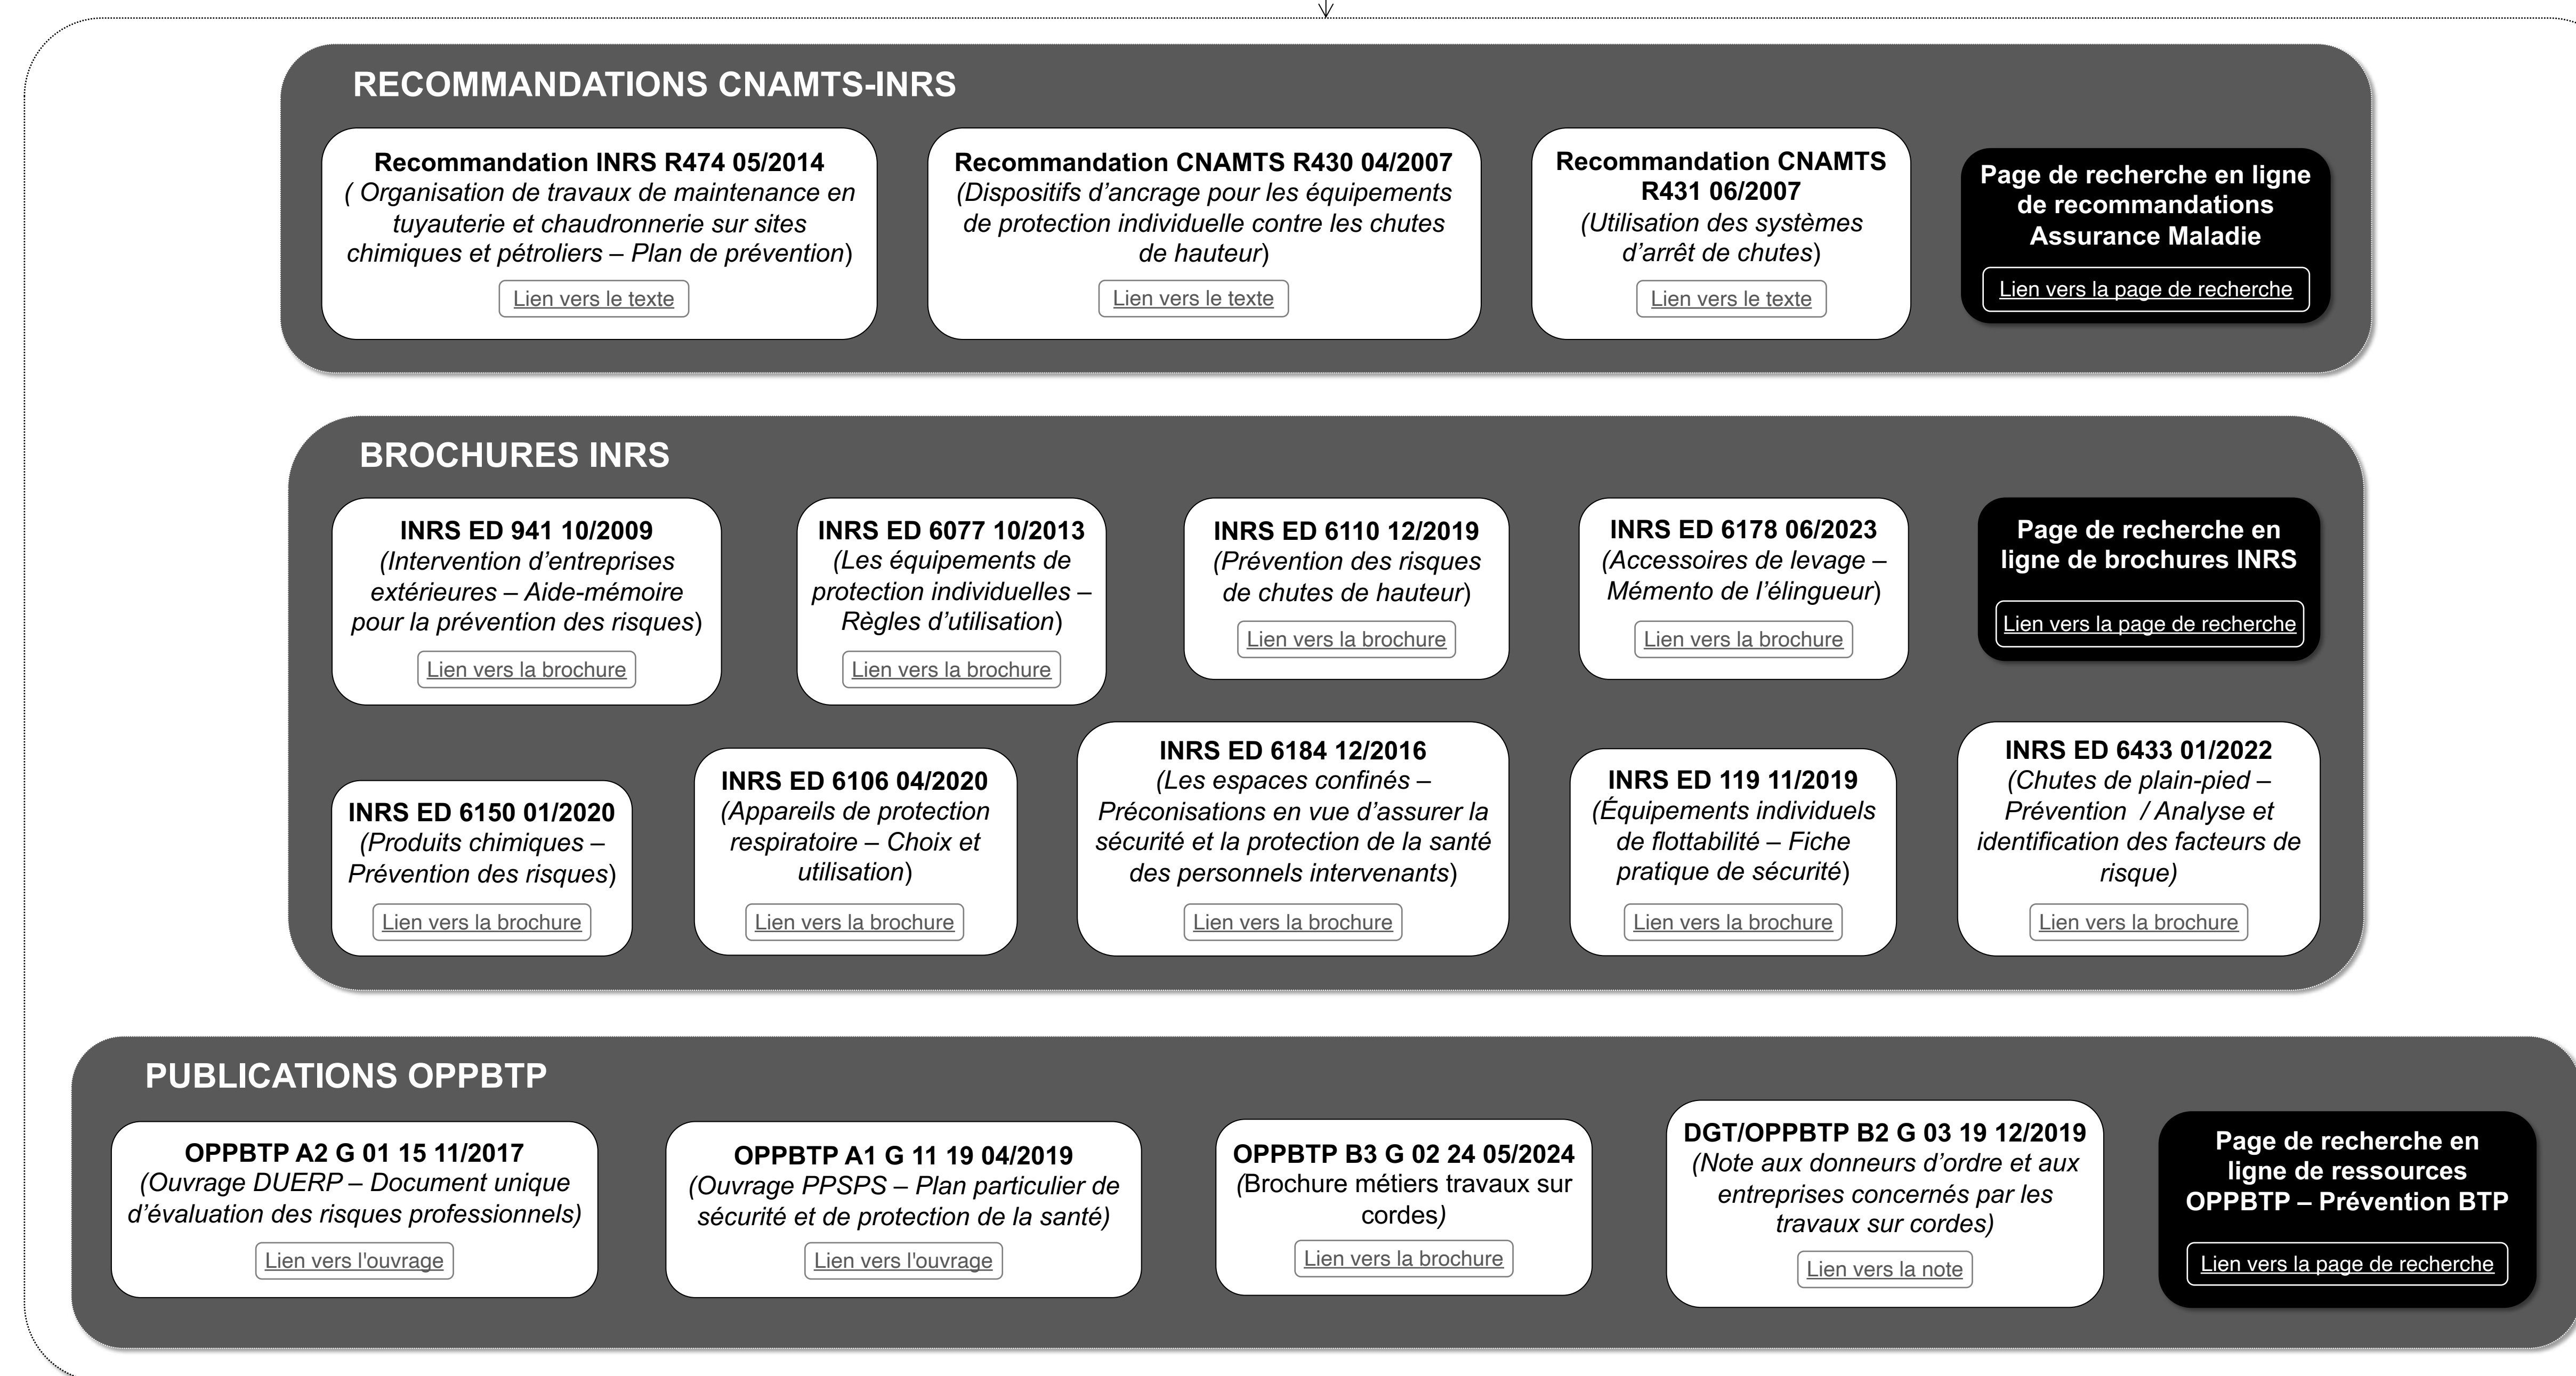 RECOMMANDATIONS CNAMTS-INRS
Recommandation INRS R474 05/2014
( Organisation de travaux de maintenance en
tuyauterie et chaudronnerie sur sites
chimiques et pétroliers – Plan de prévention)
Lien vers le texte
Recommandation CNAMTS R430 04/2007
(Dispositifs d’ancrage pour les équipements
de protection individuelle contre les chutes
de hauteur)
Lien vers le texte
Recommandation CNAMTS
R431 06/2007
(Utilisation des systèmes
d’arrêt de chutes)
Lien vers le texte
Page de recherche en ligne
de recommandations
Assurance Maladie
Lien vers la page de recherche
BROCHURES INRS
INRS ED 941 10/2009
(Intervention d’entreprises
extérieures – Aide-mémoire
pour la prévention des risques)
Lien vers la brochure
INRS ED 6077 10/2013
(Les équipements de
protection individuelles –
Règles d’utilisation)
Lien vers la brochure
INRS ED 6110 12/2019
(Prévention des risques
de chutes de hauteur)
Lien vers la brochure
INRS ED 6178 06/2023
(Accessoires de levage –
Mémento de l’élingueur)
Lien vers la brochure
Page de recherche en
ligne de brochures INRS
Lien vers la page de recherche
INRS ED 6150 01/2020
(Produits chimiques –
Prévention des risques)
Lien vers la brochure
INRS ED 6106 04/2020
(Appareils de protection
respiratoire – Choix et
utilisation)
Lien vers la brochure
INRS ED 6184 12/2016
(Les espaces confinés –
Préconisations en vue d’assurer la
sécurité et la protection de la santé
des personnels intervenants)
Lien vers la brochure
INRS ED 119 11/2019
(Équipements individuels
de flottabilité – Fiche
pratique de sécurité)
Lien vers la brochure
INRS ED 6433 01/2022
(Chutes de plain-pied –
Prévention  / Analyse et
identification des facteurs de
risque)
Lien vers la brochure
PUBLICATIONS OPPBTP
OPPBTP A2 G 01 15 11/2017
(Ouvrage DUERP – Document unique
d’évaluation des risques professionnels)
Lien vers l'ouvrage
OPPBTP A1 G 11 19 04/2019
(Ouvrage PPSPS – Plan particulier de
sécurité et de protection de la santé)
Lien vers l'ouvrage
OPPBTP B3 G 02 24 05/2024
(Brochure métiers travaux sur
cordes)
Lien vers la brochure
DGT/OPPBTP B2 G 03 19 12/2019
(Note aux donneurs d’ordre et aux
entreprises concernés par les
travaux sur cordes)
Lien vers la note
Page de recherche en
ligne de ressources
OPPBTP – Prévention BTP
Lien vers la page de recherche